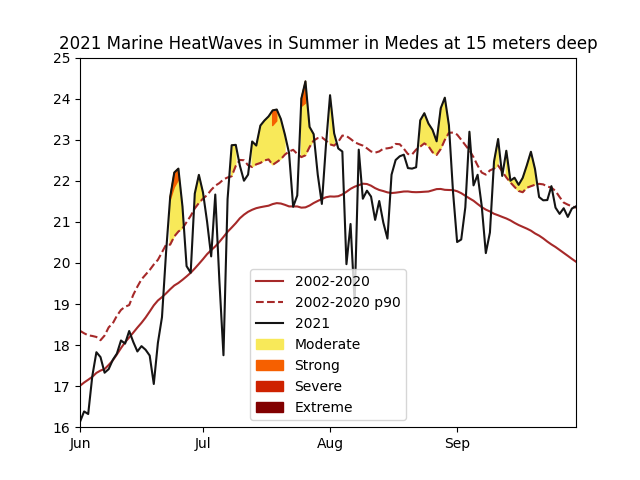 2021 Marine HeatWaves in Summer in Medes at 15 meters deep
25
24
23
22
21
20
19
18
17
16
Jun
Jul
Aug
Sep
2002-2020
2002-2020 p90
2021
Moderate
Strong
Severe
Extreme